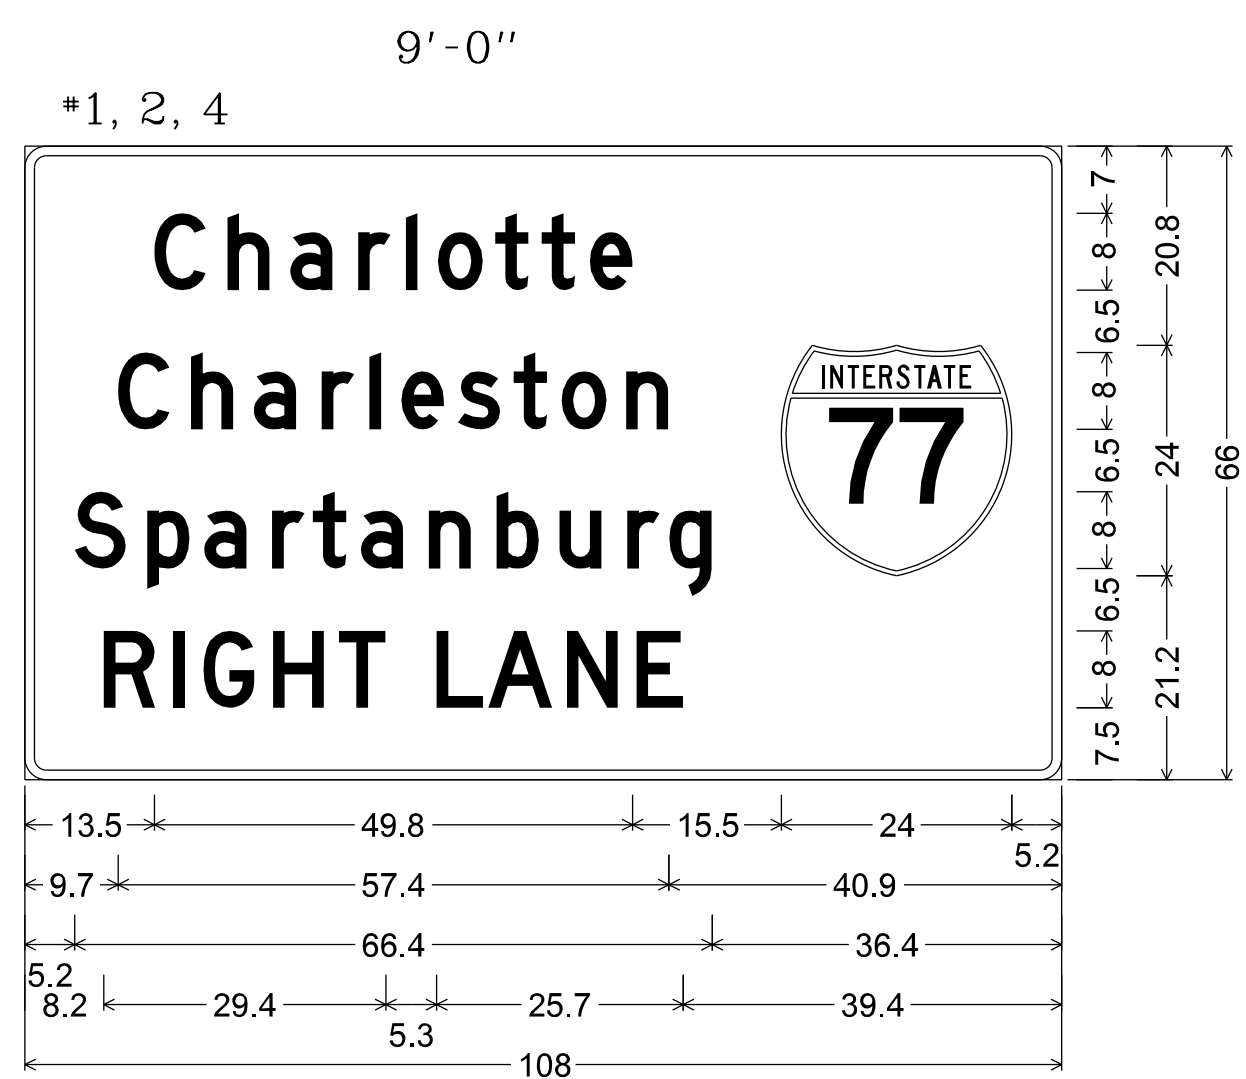 9'-0"
#1, 2, 4
Charlotte
Charleston
Spartanburg
RIGHT LANE
INTERSTATE
77
7
8
6.5
8
6.5
8
6.5
8
7.5
20.8
24
21.2
66
13.5 49.8 15.5 24 5.2
9.7 57.4 40.9
5.2 66.4 36.4
8.2 29.4 5.3 25.7 39.4
108